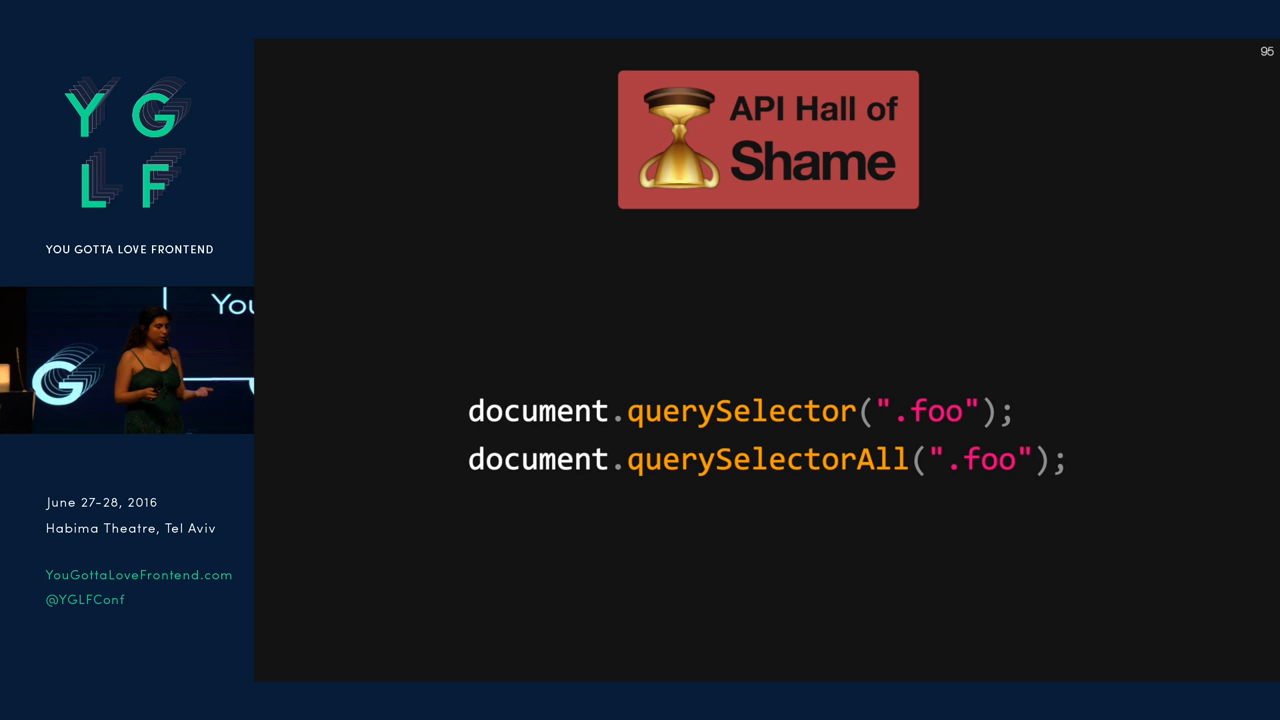 Y G
L F
YOU GOTTA LOVE FRONTEND
You
G
June 27-28, 2016
Habima Theatre, Tel Aviv
YouGottaLoveFrontend.com
@YGLFConf
95
API Hall of
Shame
document.querySelector(".foo");
document.querySelectorAll(".foo");